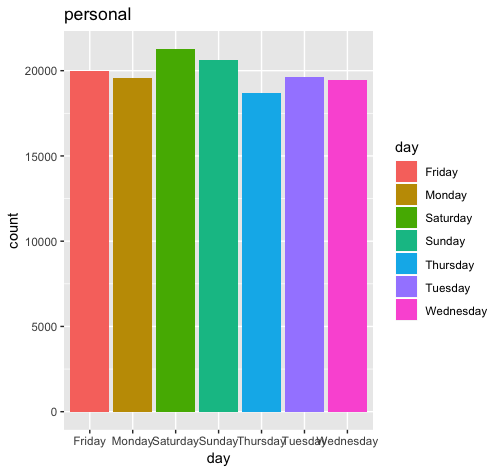 personal
count
20000
15000
10000
5000
0
Friday Monday Saturday Sunday Thursday Tuesday Wednesday
day
day
Friday
Monday
Saturday
Sunday
Thursday
Tuesday
Wednesday